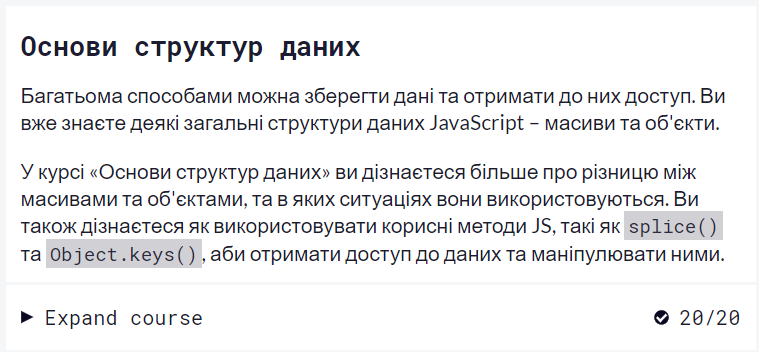 Основи структур даних
Багатьома способами можна зберегти дані та отримати до них доступ. Ви
вже знаєте деякі загальні структури даних JavaScript – масиви та об'єкти.
У курсі «Основи структур даних» ви дізнаєтеся більше про різницю між
масивами та об'єктами, та в яких ситуаціях вони використовуються. Ви
також дізнаєтеся як використовувати корисні методи JS, такі як splice()
та Object.keys(), аби отримати доступ до даних та маніпулювати ними.
Expand course 20/20